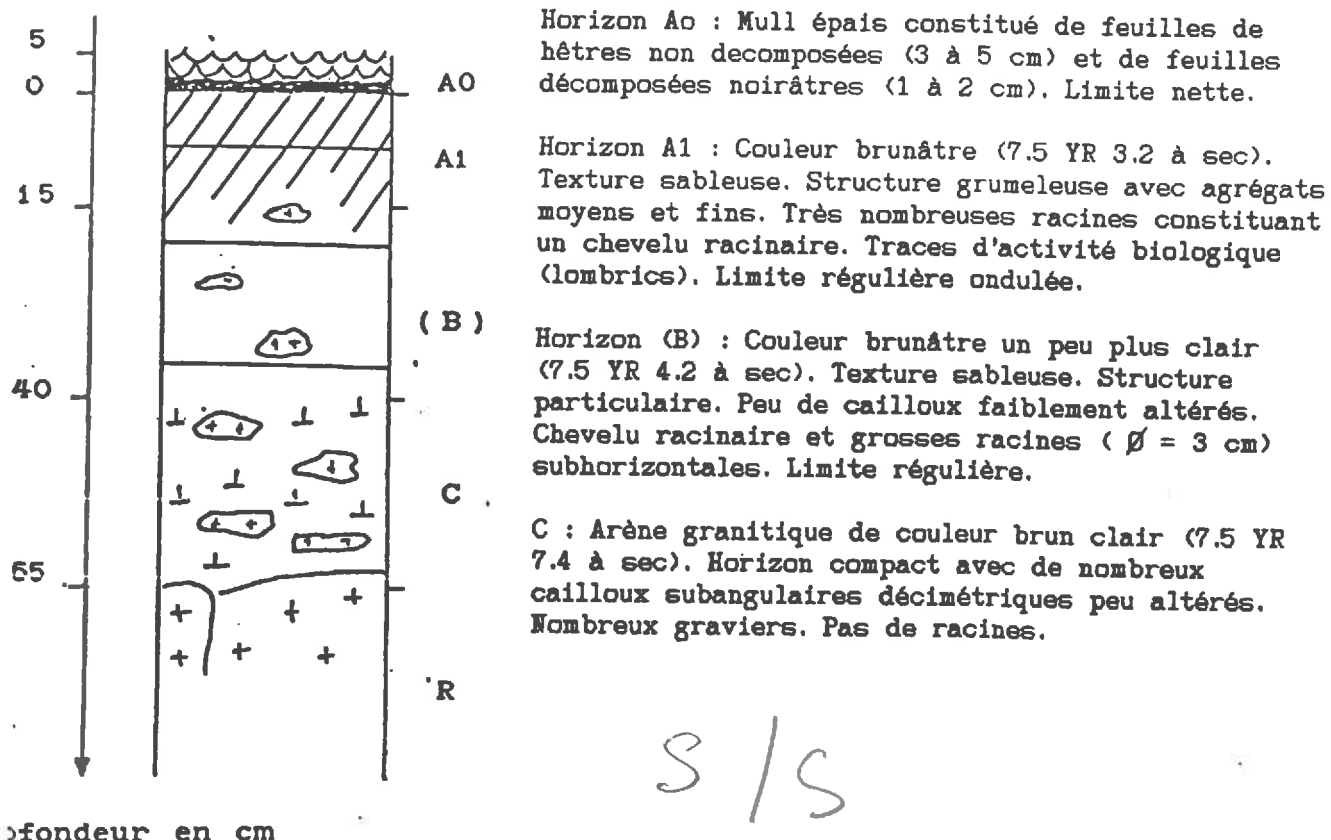 5
0
15
40
65
A0
A1
(B)
C
R
ofondeur en cm
Horizon Ao : Mull épais constitué de feuilles de
hêtres non decomposées (3 à 5 cm) et de feuilles
décomposées noirâtres (1 à 2 cm). Limite nette.
Horizon A1 : Couleur brunâtre (7.5 YR 3.2 à sec).
Texture sableuse. Structure grumeleuse avec agrégats
moyens et fins. Très nombreuses racines constituant
un chevelu racinaire. Traces d'activité biologique
(lombrics). Limite régulière ondulée.
Horizon (B) : Couleur brunâtre un peu plus clair
(7.5 YR 4.2 à sec). Texture sableuse. Structure
particulaire. Peu de cailloux faiblement altérés.
Chevelu racinaire et grosses racines ( Ø = 3 cm)
subhorizontales. Limite régulière.
C : Arène granitique de couleur brun clair (7.5 YR
7.4 à sec). Horizon compact avec de nombreux
cailloux subangulaires décimétriques peu altérés.
Nombreux graviers. Pas de racines.
S/S